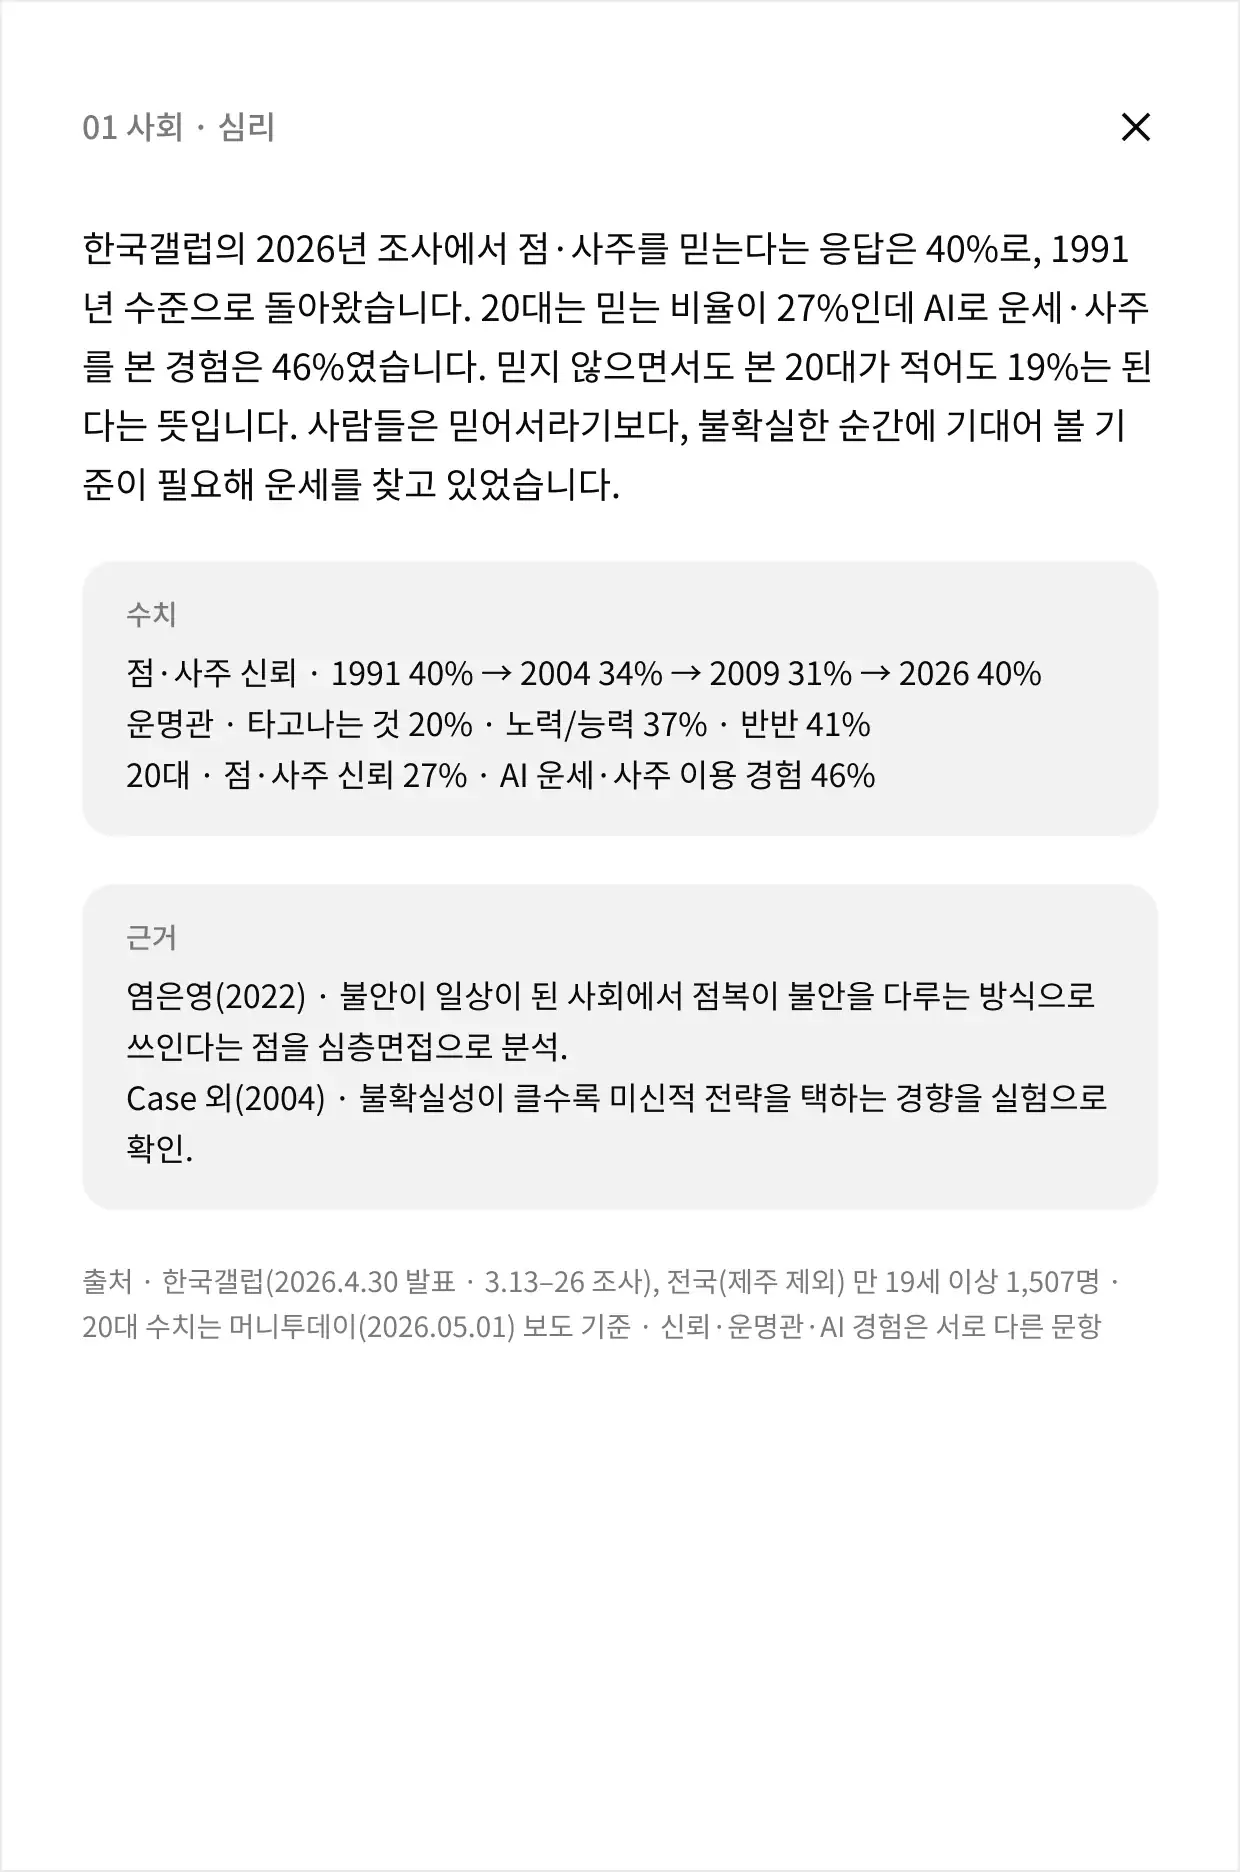 01 사회 · 심리
한국갤럽의 2026년 조사에서 점·사주를 믿는다는 응답은 40%로, 1991
년 수준으로 돌아왔습니다. 20대는 믿는 비율이 27%인데 AI로 운세·사주
를 본 경험은 46%였습니다. 믿지 않으면서도 본 20대가 적어도 19%는 된
다는 뜻입니다. 사람들은 믿어서라기보다, 불확실한 순간에 기대어 볼 기
준이 필요해 운세를 찾고 있었습니다.
수치
점·사주 신뢰 · 1991 40% → 2004 34% → 2009 31% → 2026 40%
운명관 · 타고나는 것 20% · 노력/능력 37% · 반반 41%
20대 · 점·사주 신뢰 27% · AI 운세·사주 이용 경험 46%
근거
염은영(2022) · 불안이 일상이 된 사회에서 점복이 불안을 다루는 방식으로
쓰인다는 점을 심층면접으로 분석.
Case 외(2004) · 불확실성이 클수록 미신적 전략을 택하는 경향을 실험으로
확인.
출처 · 한국갤럽(2026.4.30 발표 · 3.13–26 조사), 전국(제주 제외) 만 19세 이상 1,507명 ·
20대 수치는 머니투데이(2026.05.01) 보도 기준 · 신뢰·운명관·AI 경험은 서로 다른 문항